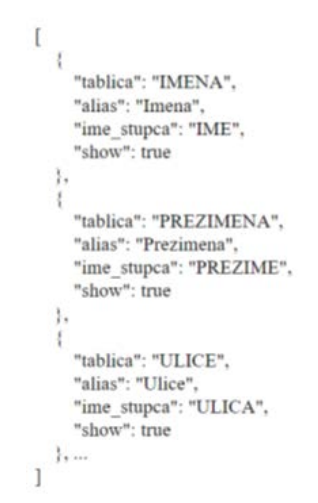 [
{
"tablica": "IMENA",
"alias": "Imena",
"ime_stupca": "IME",
"show": true
},
{
"tablica": "PREZIMENA",
"alias": "Prezimena",
"ime_stupca": "PREZIME",
"show": true
},
{
"tablica": "ULICE",
"alias": "Ulice",
"ime_stupca": "ULICA",
"show": true
}, ...
]